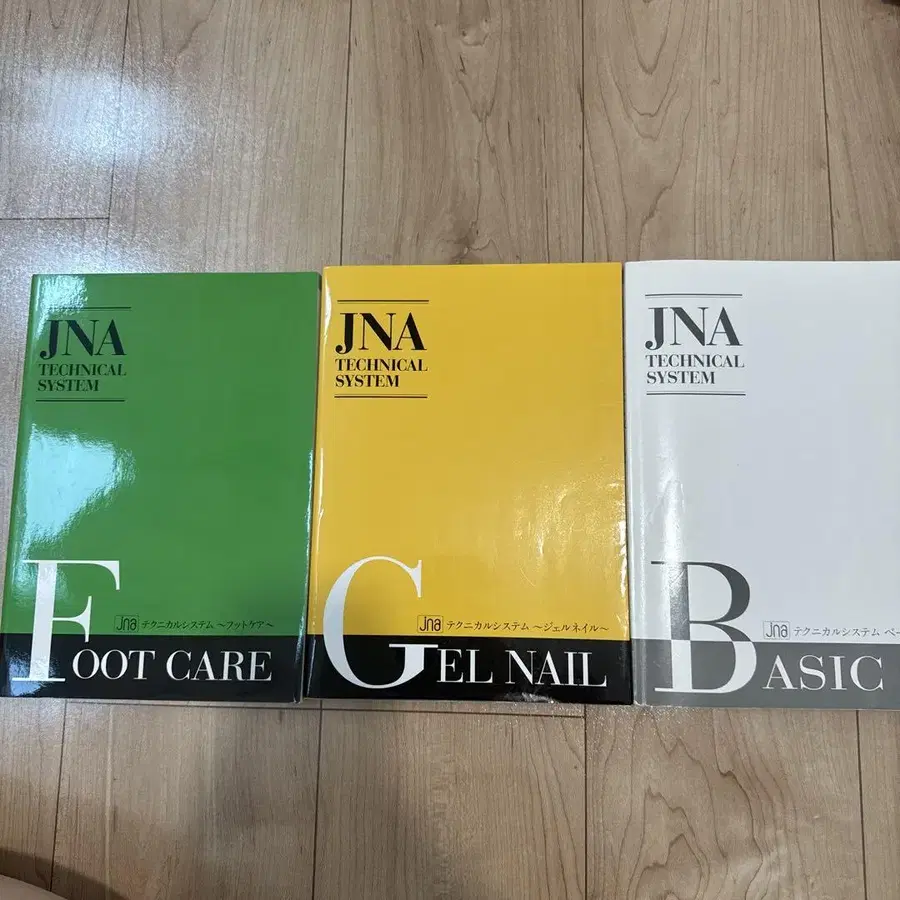 JNA
TECHNICAL
SYSTEM
jna テクニカルシステム ～フットケア～
FOOT CARE
JNA
TECHNICAL
SYSTEM
jna テクニカルシステム ～ジェルネイル～
GEL NAIL
JNA
TECHNICAL
SYSTEM
jna テクニカルシステム ベー
BASIC